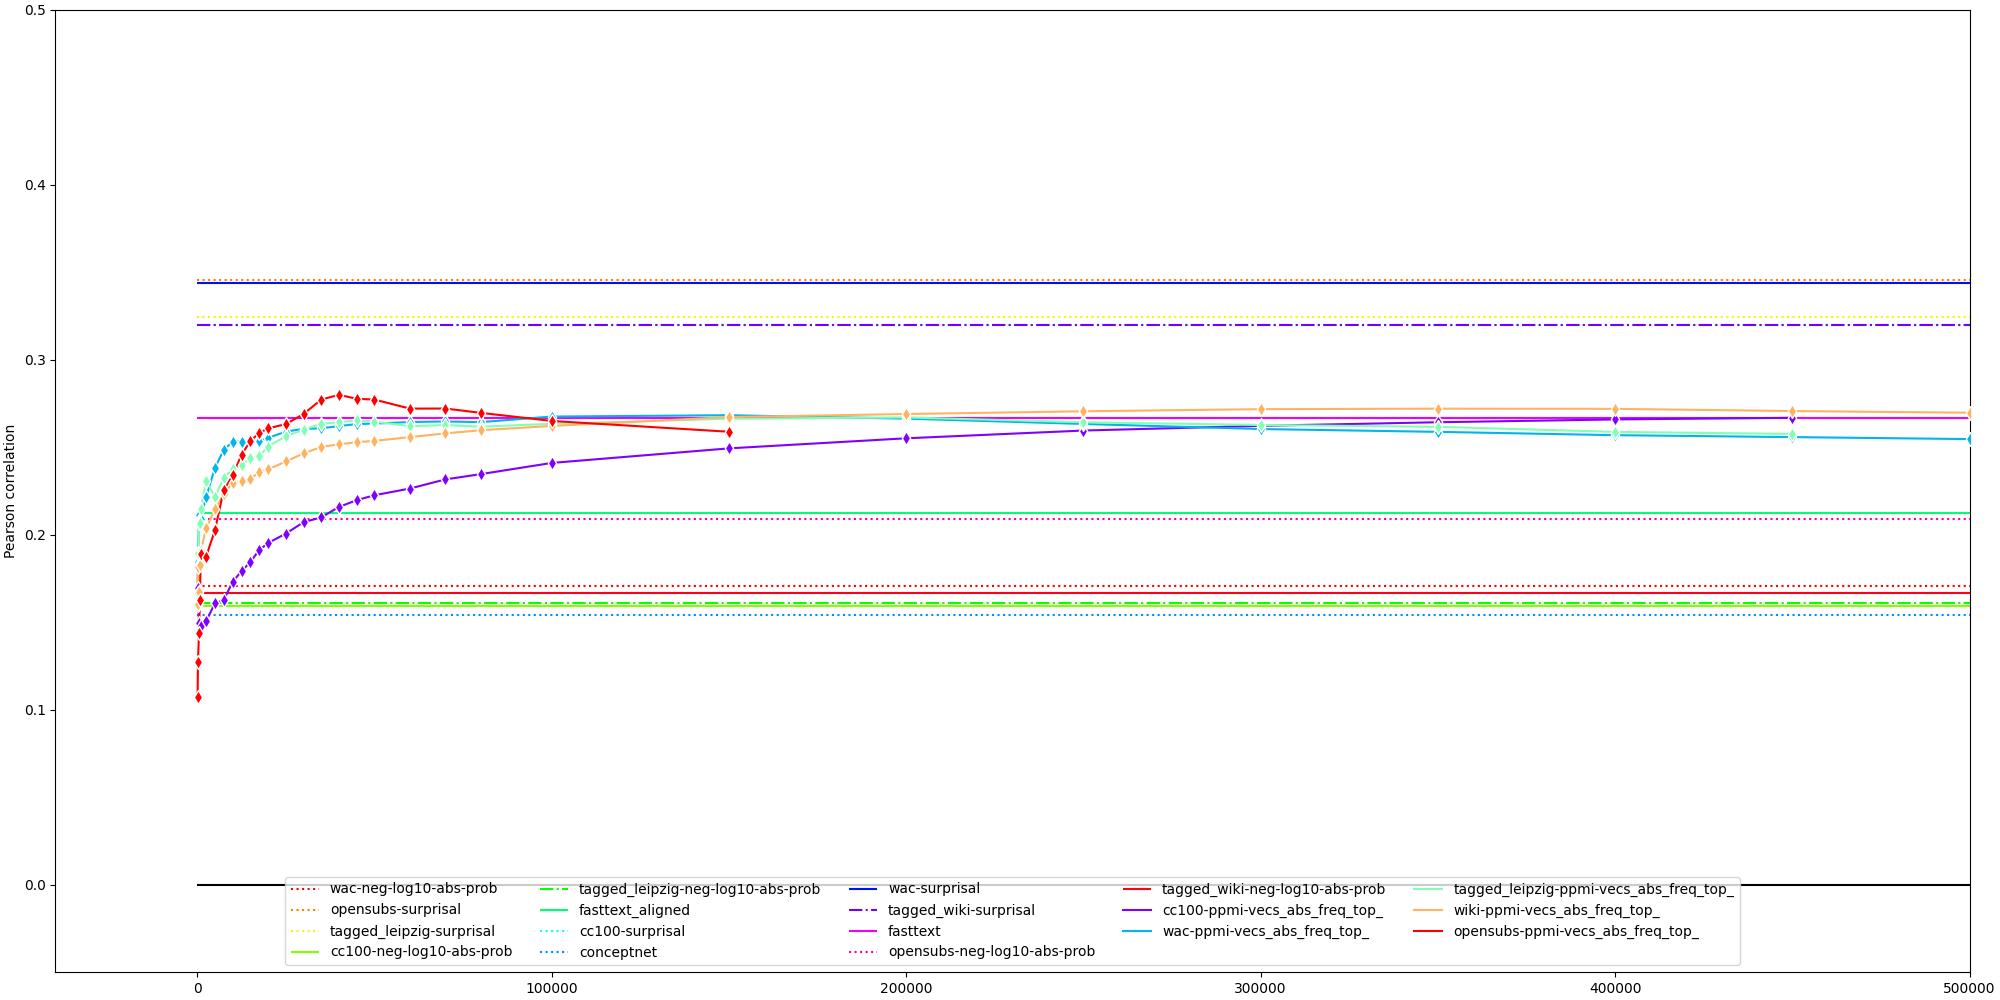 0.5
0.4
0.3
0.2
0.1
0.0
Pearson correlation
wac-neg-log10-abs-prob
opensubs-surprisal
tagged_leipzig-surprisal
cc100-neg-log10-abs-prob
tagged_leipzig-neg-log10-abs-prob
fasttext_aligned
cc100-surprisal
conceptnet
wac-surprisal
tagged_wiki-surprisal
fasttext
opensubs-neg-log10-abs-prob
tagged_wiki-neg-log10-abs-prob
cc100-ppmi-vecs_abs_freq_top_
wac-ppmi-vecs_abs_freq_top_
tagged_leipzig-ppmi-vecs_abs_freq_top_
wiki-ppmi-vecs_abs_freq_top_
opensubs-ppmi-vecs_abs_freq_top_
0
100000
200000
300000
400000
500000